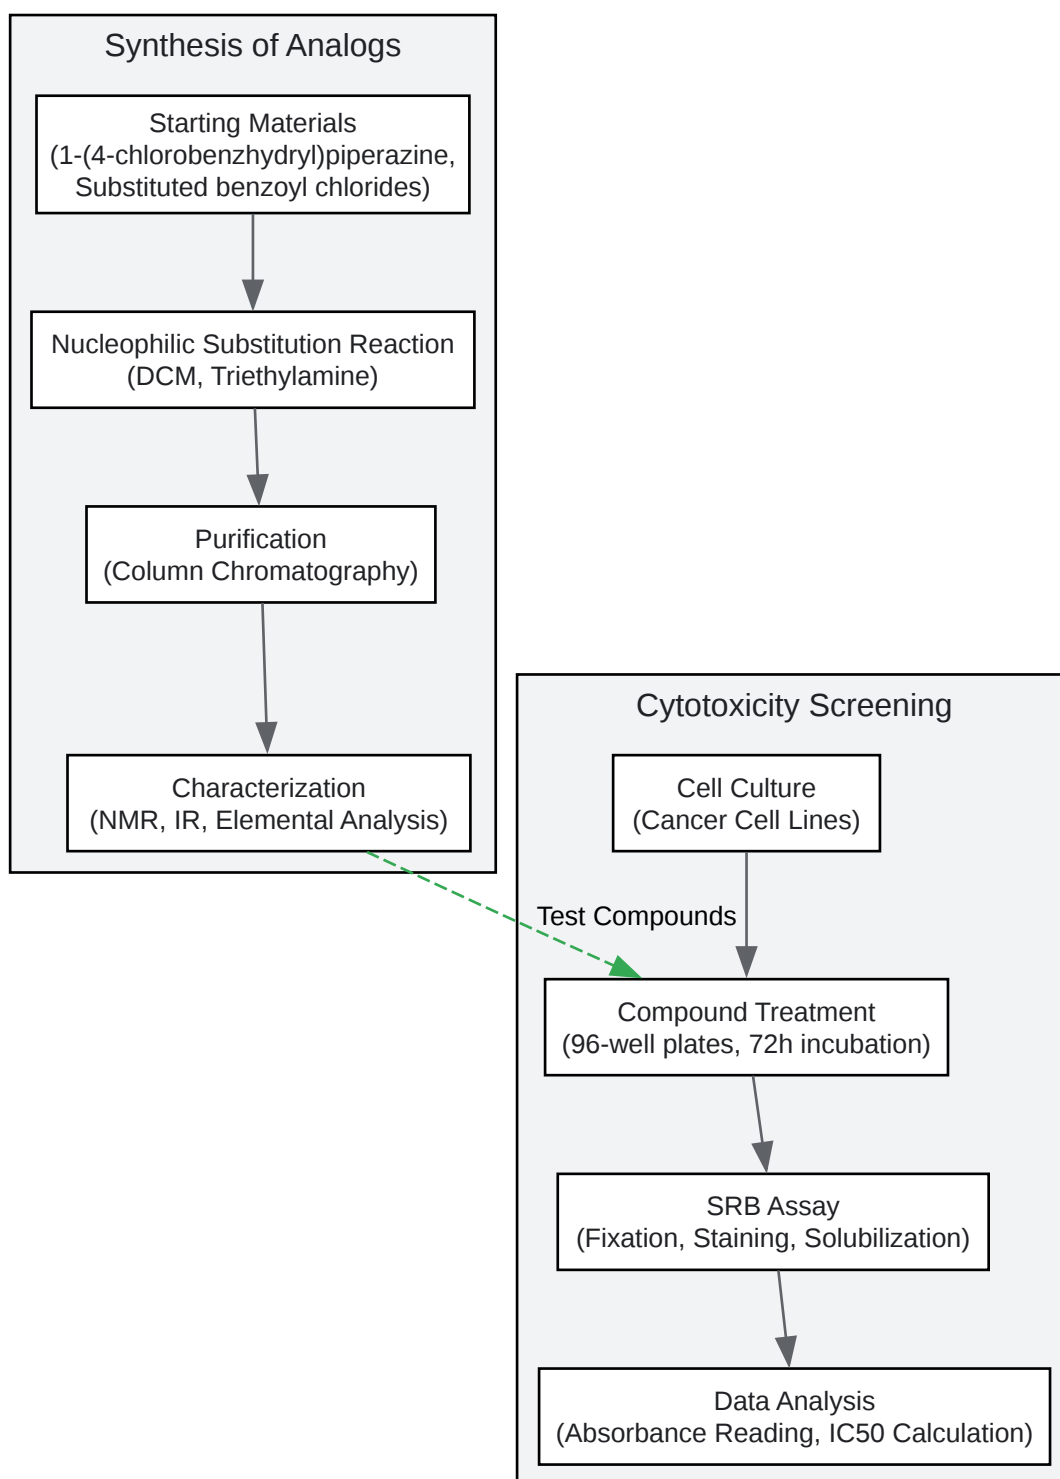 Synthesis of Analogs
Starting Materials
(1-(4-chlorobenzhydryl)piperazine,
Substituted benzoyl chlorides)
Nucleophilic Substitution Reaction
(DCM, Triethylamine)
Purification
(Column Chromatography)
Characterization
(NMR, IR, Elemental Analysis)
Cytotoxicity Screening
Cell Culture
(Cancer Cell Lines)
Test Compounds
Compound Treatment
(96-well plates, 72h incubation)
SRB Assay
(Fixation, Staining, Solubilization)
Data Analysis
(Absorbance Reading, IC50 Calculation)